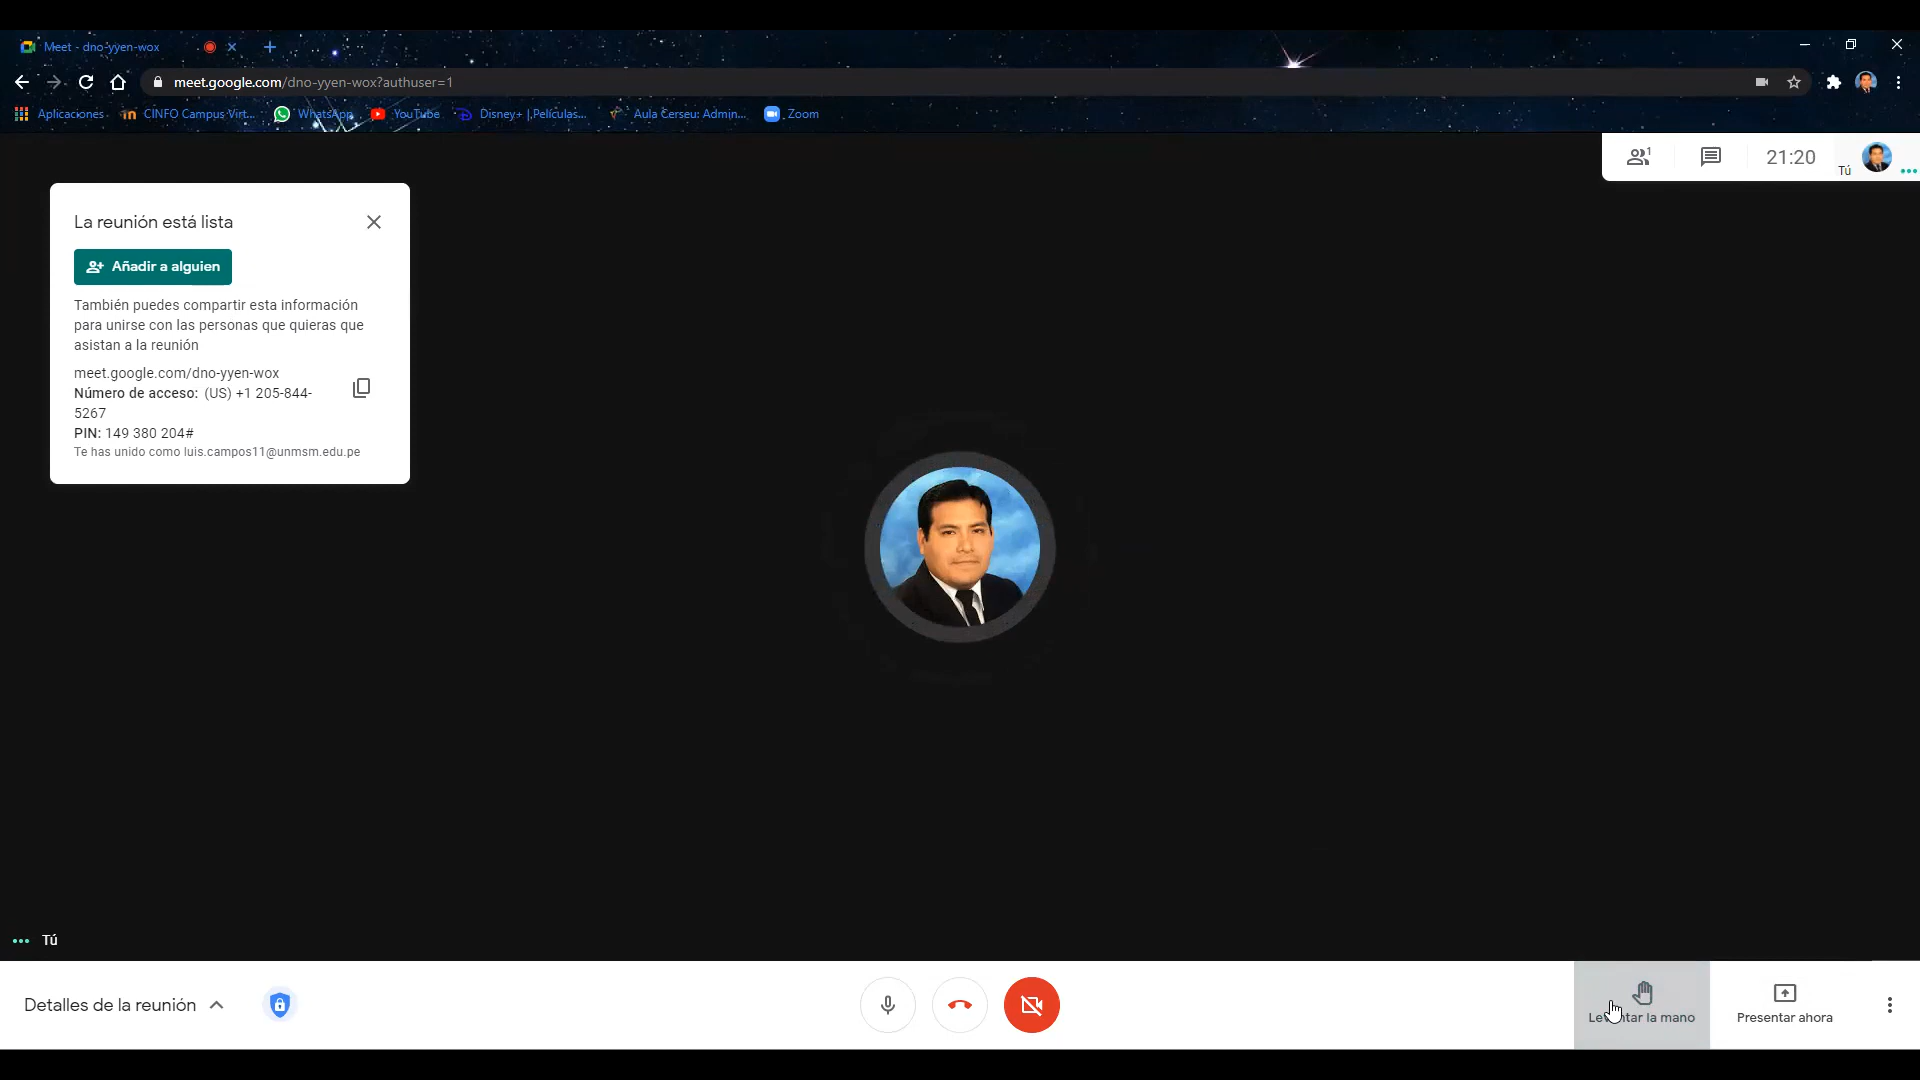 Meet - dno-yyen-wox
meet.google.com/dno-yyen-wox?authuser=1
Aplicaciones CINFO Campus Virt... WhatsApp YouTube Disney+ | Películas... Aula Cerseu: Admin... Zoom
1 21:20 Tú
La reunión está lista
Añadir a alguien
También puedes compartir esta información
para unirse con las personas que quieras que
asistan a la reunión
meet.google.com/dno-yyen-wox
Número de acceso: (US) +1 205-844-
5267
PIN: 149 380 204#
Te has unido como luis.campos11@unmsm.edu.pe
Tú
Detalles de la reunión
Levantar la mano
Presentar ahora